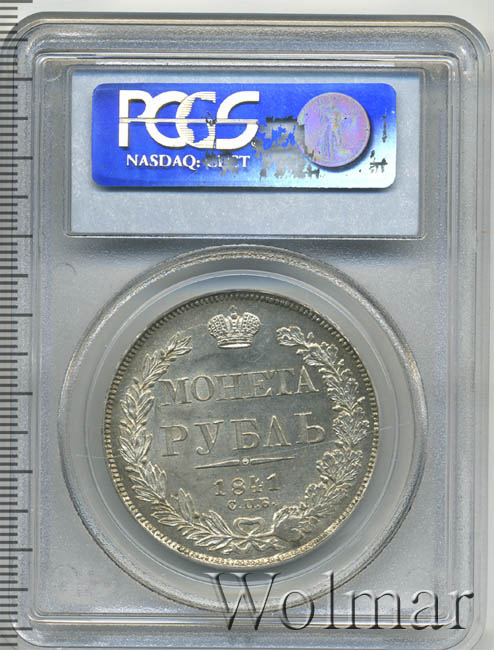 PCGS
NASDAQ: CLCT
МОНЕТА
РУБЛЬ
1841
С.П.Б
Wolmar